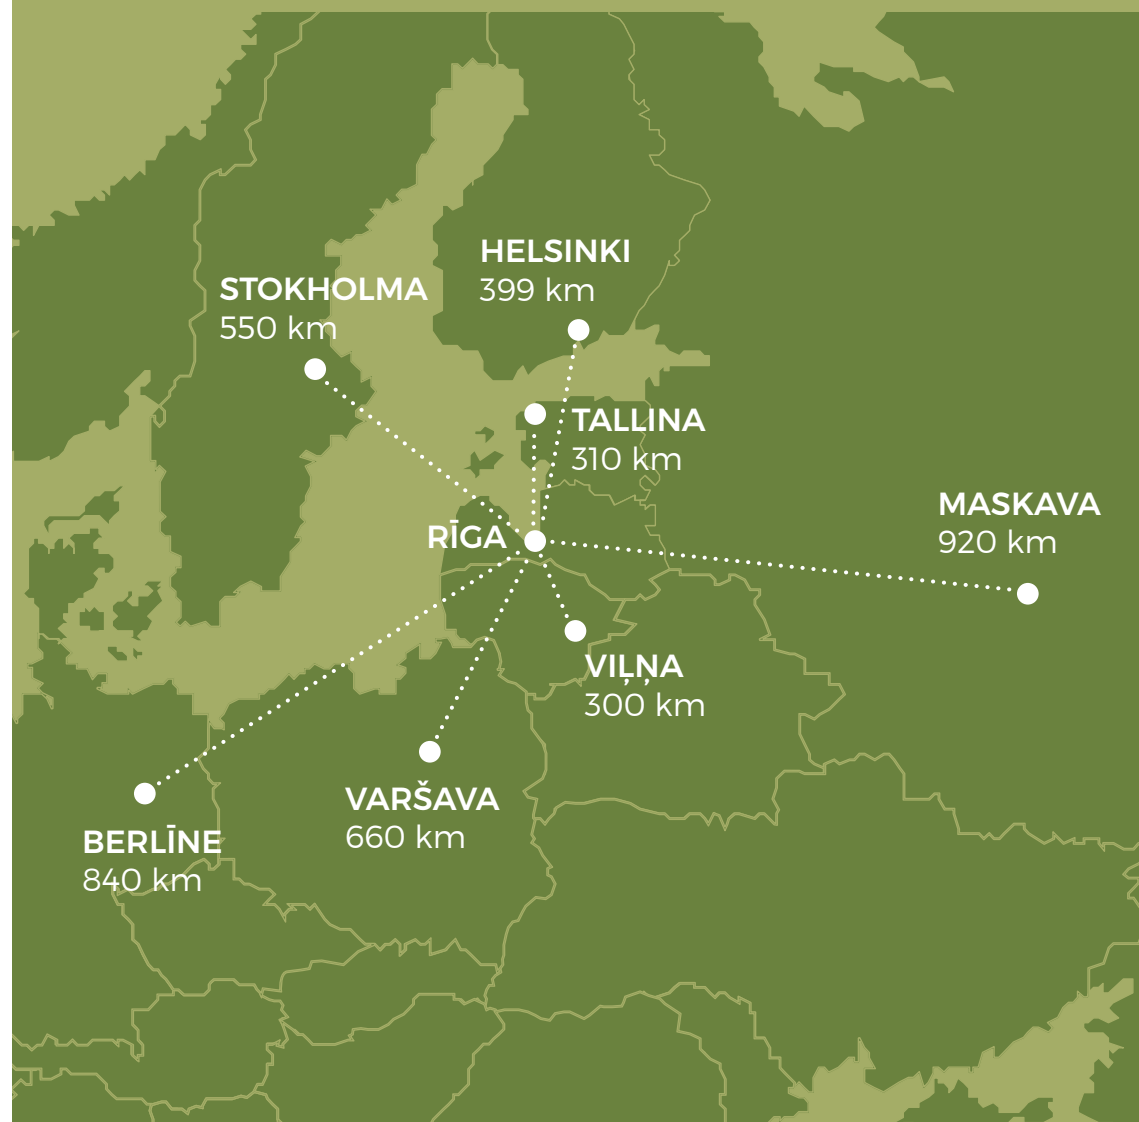 HELSINKI
399 km
STOKHOLMA
550 km
TALLINA
310 km
MASKAVA
920 km
RĪGA
VIĻŅA
300 km
VARŠAVA
660 km
BERLĪNE
840 km